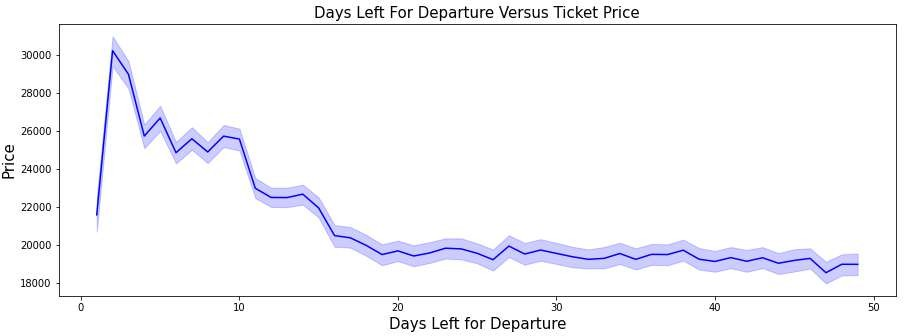 Days Left For Departure Versus Ticket Price
30000
28000
26000
24000
22000
20000
18000
Price
0 10 20 30 40 50
Days Left for Departure